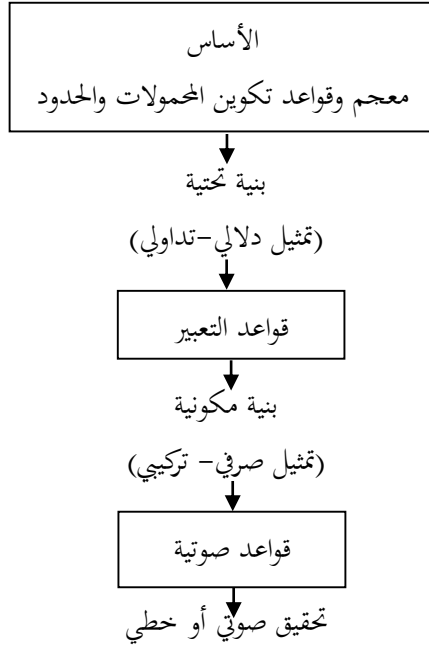 الأساس
معجم وقواعد تكوين المحمولات والحدود
بنية تحتية
(تمثيل دلالي-تداولي)
قواعد التعبير
بنية مكونية
(تمثيل صرفي- تركيبي)
قواعد صوتية
تحقيق صوتي أو خطي